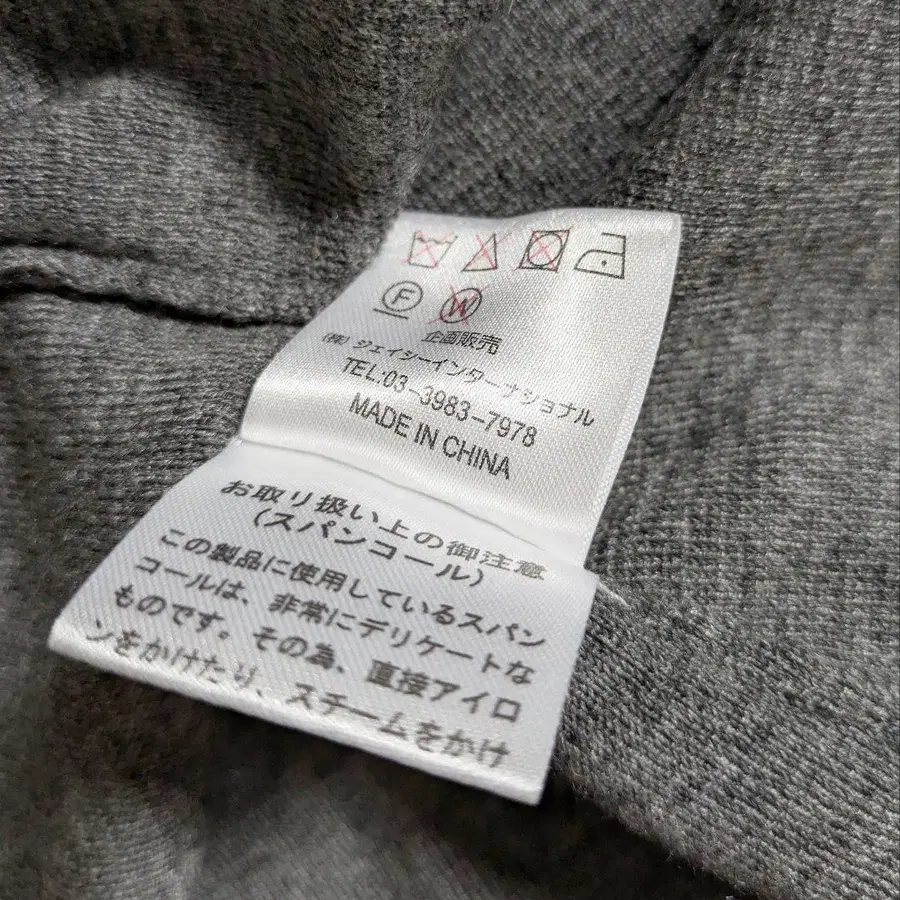 F W
企画販売
(株)ジェイシーインターナショナル
TEL:03-3983-7978
MADE IN CHINA
お取り扱い上の御注意
(スパンコール)
この製品に使用しているスパン
コールは、非常にデリケートな
ものです。その為、直接アイロ
ンをかけたり、スチームをかけ